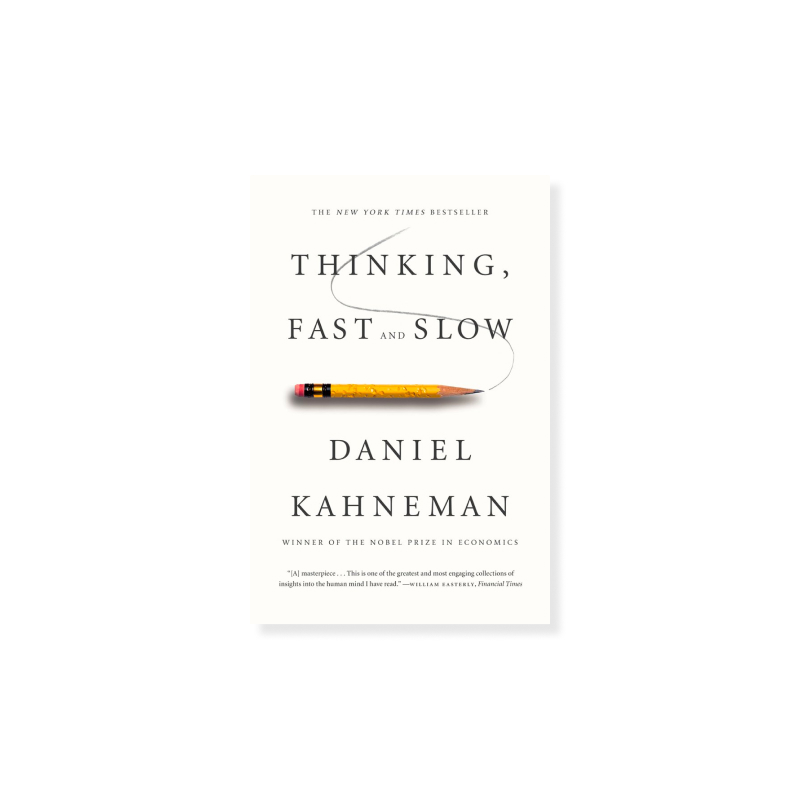 THE NEW YORK TIMES BESTSELLER
THINKING,
FAST AND SLOW
DANIEL
KAHNEMAN
WINNER OF THE NOBEL PRIZE IN ECONOMICS
“[A] masperpiece . . . This is one of the greatest and most engaging collections of
insights into the human mind I have read.” —WILLIAM EASTERLY, Financial Times